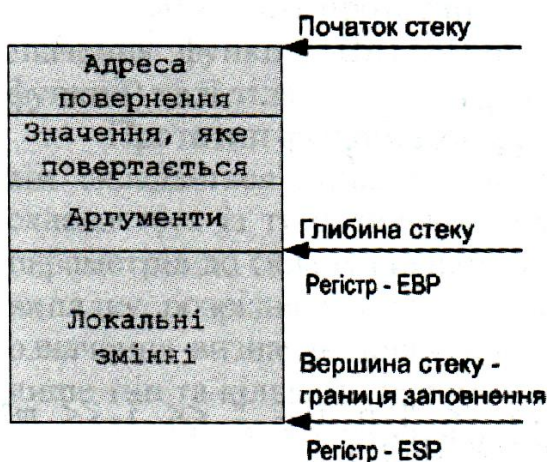 Початок стеку
Адреса
повернення
Значення, яке
повертається
Аргументи
Глибина стеку
Регістр - EBP
Локальні
змінні
Вершина стеку -
границя заповнення
Регістр - ESP